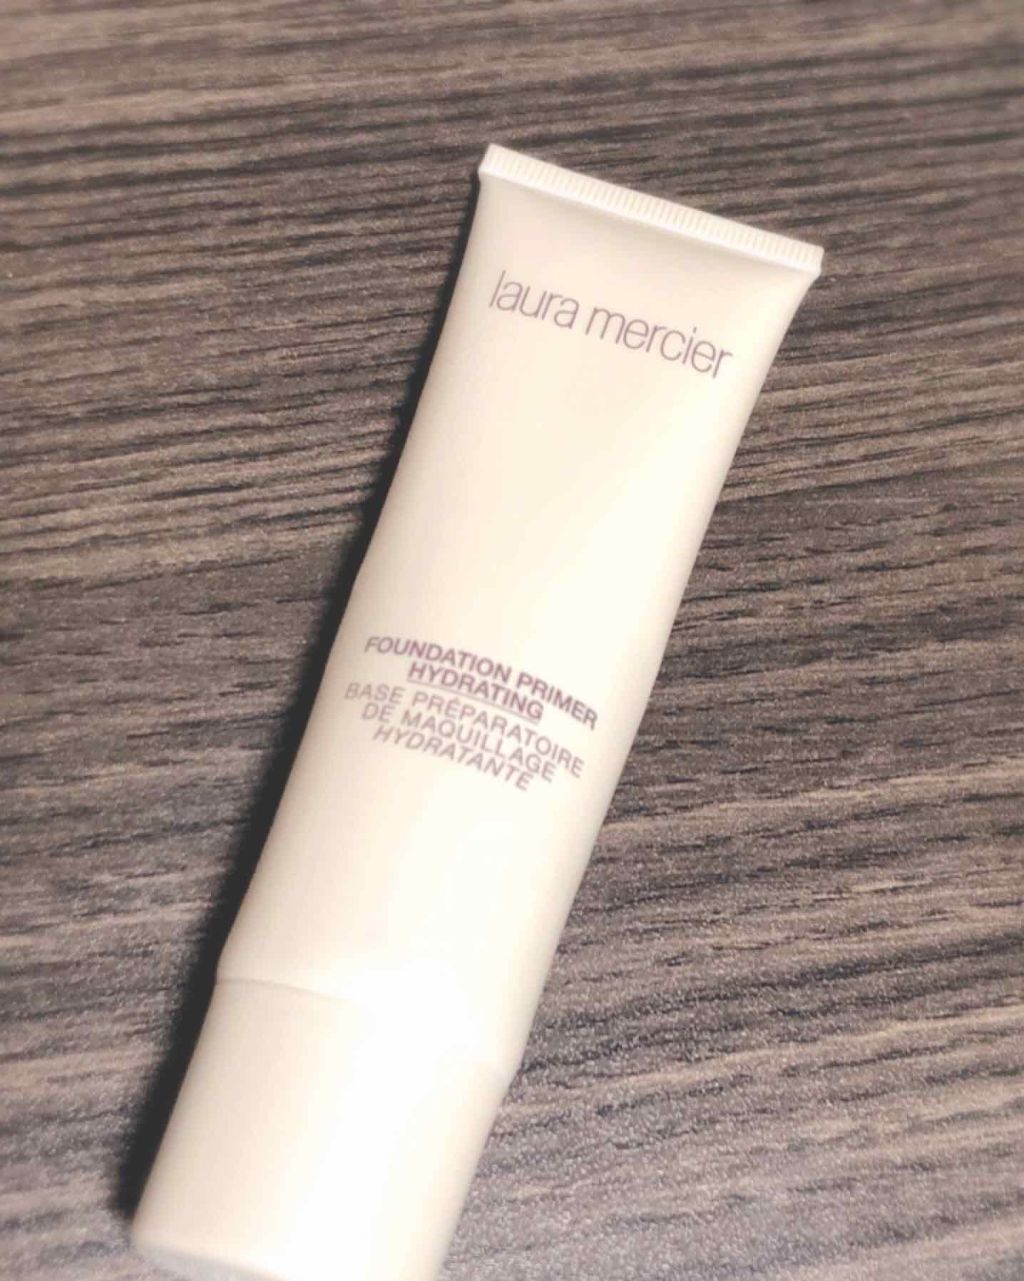 laura mercier
FOUNDATION PRIMER
HYDRATING
BASE PRÉPARATOIRE
DE MAQUILLAGE
HYDRATANTE